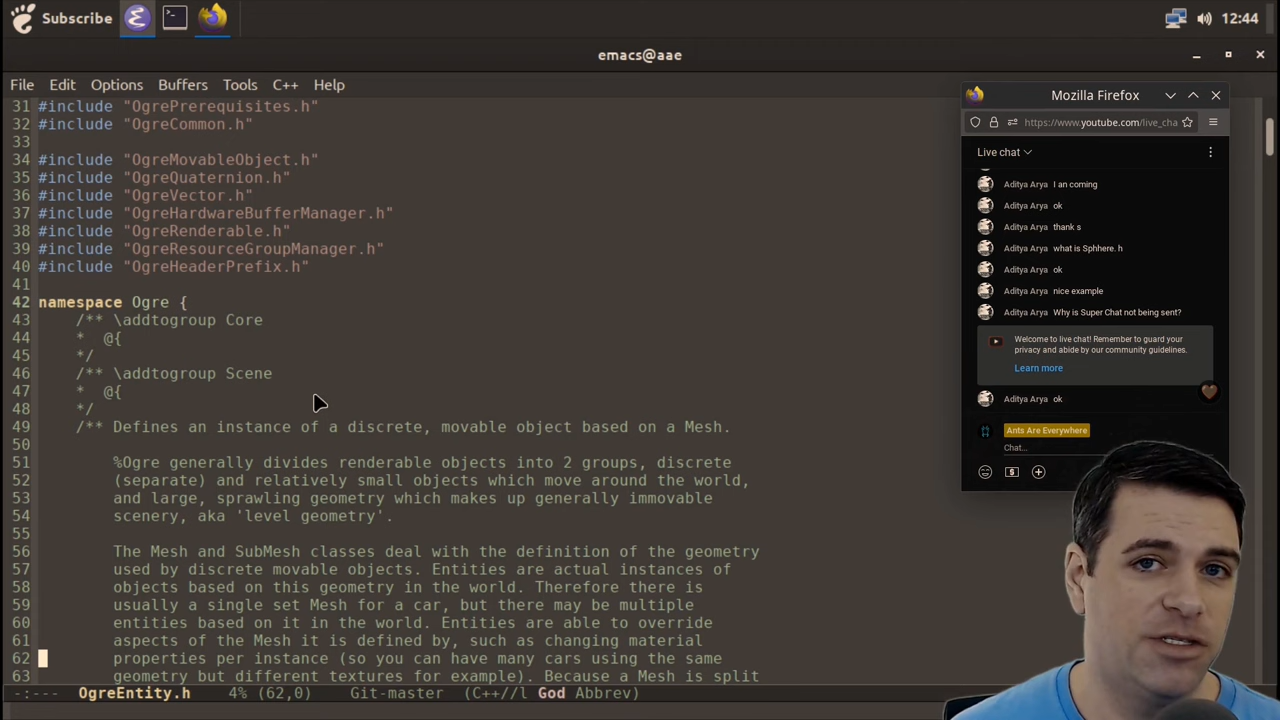 Subscribe
12:44
emacs@aae
File Edit Options Buffers Tools C++ Help
31 #include "OgrePrerequisites.h"
32 #include "OgreCommon.h"
33
34 #include "OgreMovableObject.h"
35 #include "OgreQuaternion.h"
36 #include "OgreVector.h"
37 #include "OgreHardwareBufferManager.h"
38 #include "OgreRenderable.h"
39 #include "OgreResourceGroupManager.h"
40 #include "OgreHeaderPrefix.h"
41
42 namespace Ogre {
43 /** \addtogroup Core
44 * @{
45 */
46 /** \addtogroup Scene
47 * @{
48 */
49 /** Defines an instance of a discrete, movable object based on a Mesh.
50
51 %Ogre generally divides renderable objects into 2 groups, discrete
52 (separate) and relatively small objects which move around the world,
53 and large, sprawling geometry which makes up generally immovable
54 scenery, aka 'level geometry'.
55
56 The Mesh and SubMesh classes deal with the definition of the geometry
57 used by discrete movable objects. Entities are actual instances of
58 objects based on this geometry in the world. Therefore there is
59 usually a single set Mesh for a car, but there may be multiple
60 entities based on it in the world. Entities are able to override
61 aspects of the Mesh it is defined by, such as changing material
62 properties per instance (so you can have many cars using the same
63 geometry but different textures for example). Because a Mesh is split
-:--- OgreEntity.h 4% (62,0) Git-master (C++//l God Abbrev)
Mozilla Firefox
https://www.youtube.com/live_cha
Live chat
Aditya Arya I an coming
Aditya Arya ok
Aditya Arya thank s
Aditya Arya what is Sphhere. h
Aditya Arya ok
Aditya Arya nice example
Aditya Arya Why is Super Chat not being sent?
Welcome to live chat! Remember to guard your
privacy and abide by our community guidelines.
Learn more
Aditya Arya ok
Ants Are Everywhere
Chat...